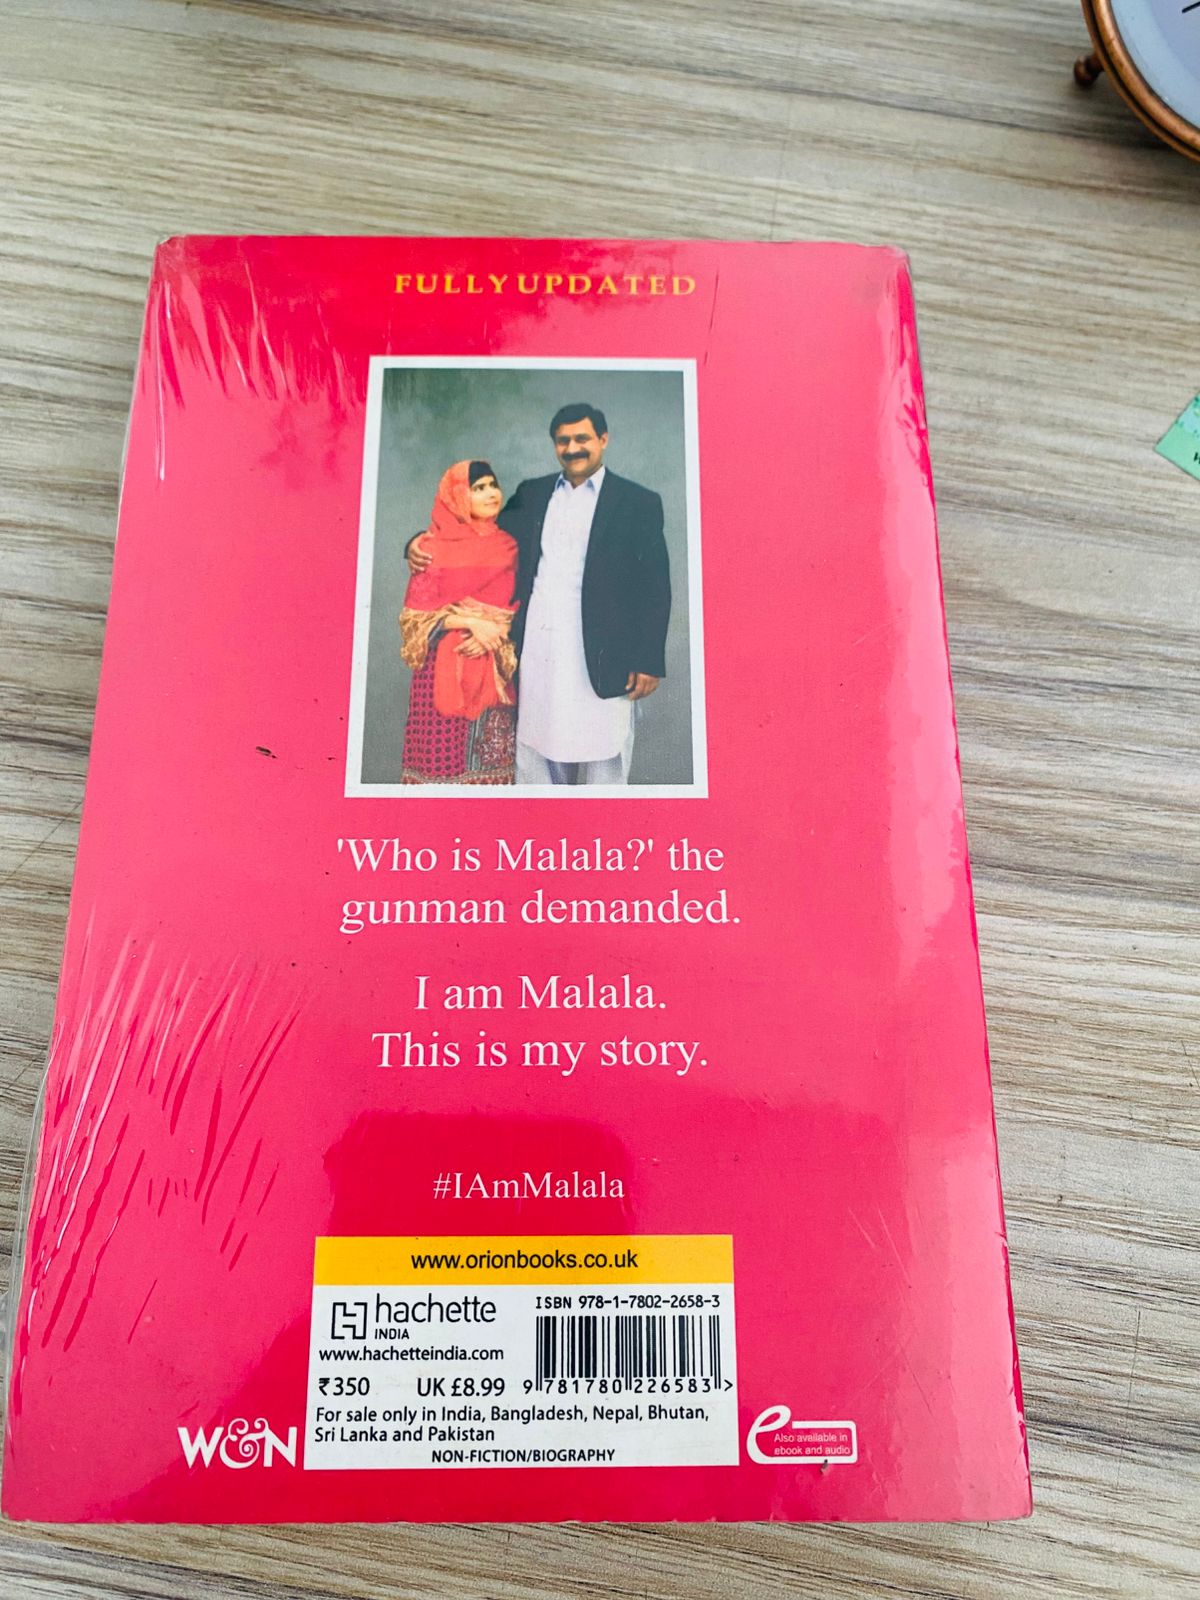 FULLY UPDATED
'Who is Malala?' the
gunman demanded.
I am Malala.
This is my story.
#IAmMalala
www.orionbooks.co.uk
hachette
INDIA
www.hachetteindia.com
ISBN 978-1-7802-2658-3
₹350 UK £8.99
9 781780 226583 >
For sale only in India, Bangladesh, Nepal, Bhutan,
Sri Lanka and Pakistan
NON-FICTION/BIOGRAPHY
W&N
e
Also available in
ebook and audio